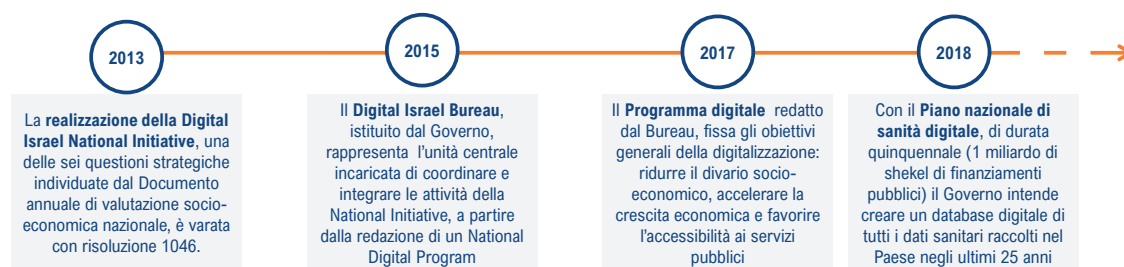 2013
La realizzazione della Digital
Israel National Initiative, una
delle sei questioni strategiche
individuate dal Documento
annuale di valutazione socio-
economica nazionale, è varata
con risoluzione 1046.
2015
Il Digital Israel Bureau,
istituito dal Governo,
rappresenta l'unità centrale
incaricata di coordinare e
integrare le attività della
National Initiative, a partire
dalla redazione di un National
Digital Program
2017
Il Programma digitale redatto
dal Bureau, fissa gli obiettivi
generali della digitalizzazione:
ridurre il divario socio-
economico, accelerare la
crescita economica e favorire
l'accessibilità ai servizi
pubblici
2018
Con il Piano nazionale di
sanità digitale, di durata
quinquennale (1 miliardo di
shekel di finanziamenti
pubblici) il Governo intende
creare un database digitale di
tutti i dati sanitari raccolti nel
Paese negli ultimi 25 anni